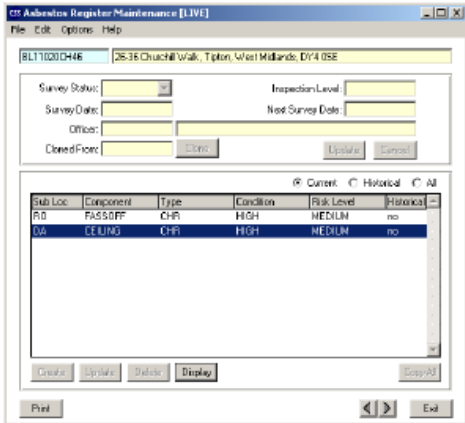 Asbestos Register Maintenance [LIVE]
File Edit Options Help
BL11020CH46 26-36 Churchill Walk, Tipton, West Midlands, DY4 0SE
Survey Status: Inspection Level:
Survey Date: Next Survey Date:
Officer:
Cloned From: Clone Update Cancel
Current Historical All
Sub Loc Component Type Condition Risk Level Historical
RO FASSOFF CHR HIGH MEDIUM no
DA CEILING CHR HIGH MEDIUM no
Create Update Delete Display Copy All
Print Exit